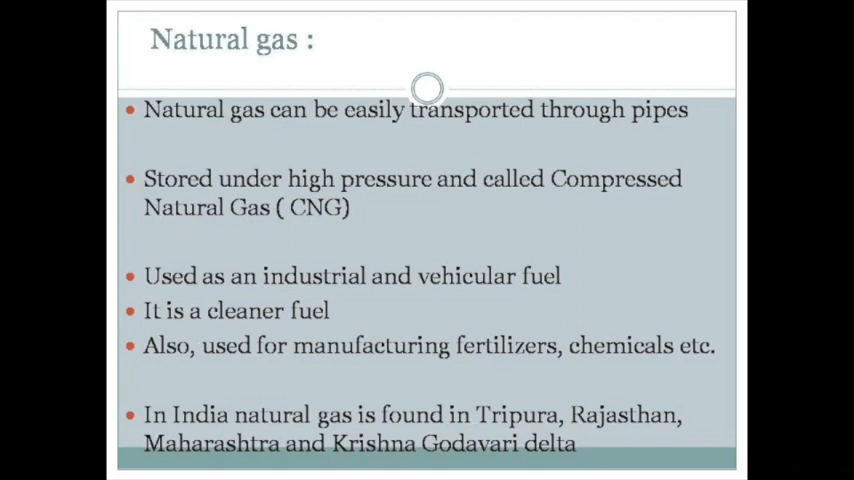 Natural gas :
• Natural gas can be easily transported through pipes
• Stored under high pressure and called Compressed
Natural Gas ( CNG)
• Used as an industrial and vehicular fuel
• It is a cleaner fuel
• Also, used for manufacturing fertilizers, chemicals etc.
• In India natural gas is found in Tripura, Rajasthan,
Maharashtra and Krishna Godavari delta